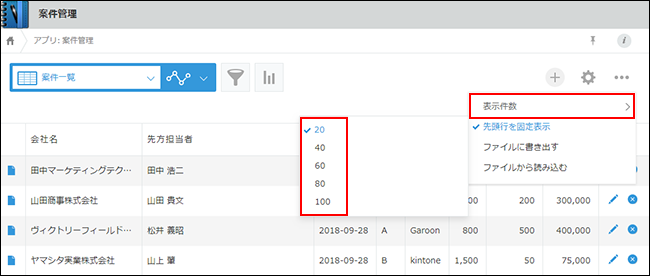 案件管理
アプリ: 案件管理
案件一覧
表示件数
先頭行を固定表示
ファイルに書き出す
ファイルから読み込む
20
40
60
80
100
会社名 先方担当者
田中マーケティングテク… 田中 浩二
山田商事株式会社 山田 貴文 200 300,000
ヴィクトリーフィールド… 松井 義昭 2018-09-28 A Garoon 800 500 400,000
ヤマシタ実業株式会社 山上 肇 2018-09-28 B kintone 1,500 50 75,000